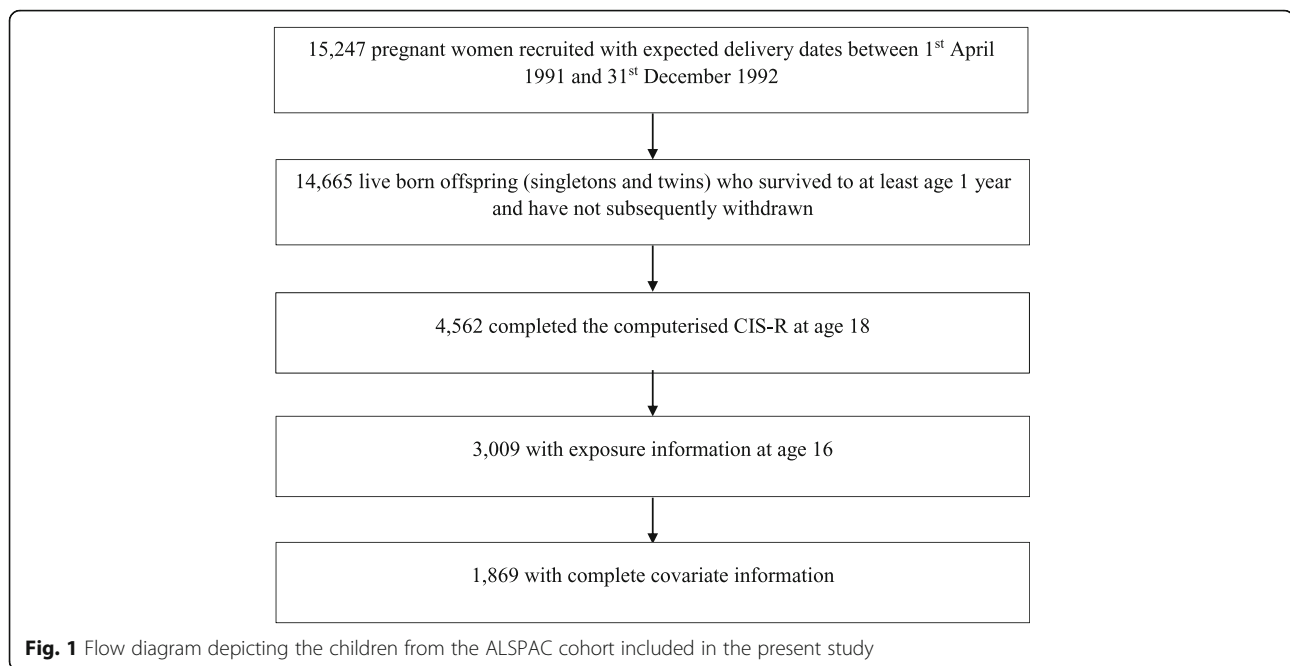 15,247 pregnant women recruited with expected delivery dates between 1st April
1991 and 31st December 1992
14,665 live born offspring (singletons and twins) who survived to at least age 1 year
and have not subsequently withdrawn
4,562 completed the computerised CIS-R at age 18
3,009 with exposure information at age 16
1,869 with complete covariate information
Fig. 1 Flow diagram depicting the children from the ALSPAC cohort included in the present study